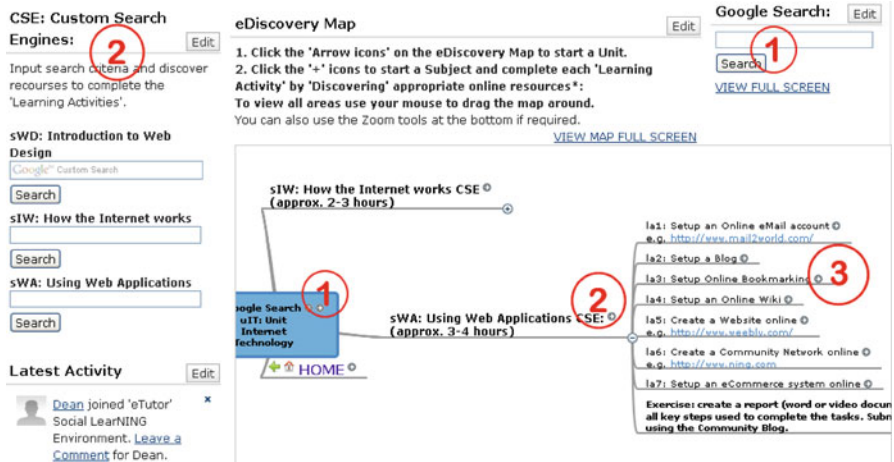 CSE: Custom Search
Engines:
2
Edit
Input search criteria and discover
recourses to complete the
'Learning Activities'.
sWD: Introduction to Web
Design
Google™ Custom Search
Search
sIW: How the Internet works
Search
sWA: Using Web Applications
Search
Latest Activity
Edit
Dean joined 'eTutor'
Social LearNING
Environment. Leave a
Comment for Dean.
x
eDiscovery Map
Edit
1. Click the 'Arrow icons' on the eDiscovery Map to start a Unit.
2. Click the '+' icons to start a Subject and complete each 'Learning
Activity' by 'Discovering' appropriate online resources*:
To view all areas use your mouse to drag the map around.
You can also use the Zoom tools at the bottom if required.
VIEW MAP FULL SCREEN
Google Search:
Edit
1
Search
VIEW FULL SCREEN
sIW: How the Internet works CSE
(approx. 2-3 hours)
1
oogle Search
uIT: Unit
Internet
Technology
HOME
2
sWA: Using Web Applications CSE:
(approx. 3-4 hours)
3
la1: Setup an Online eMail account
e.g. http://www.mail2world.com/
la2: Setup a Blog
la3: Setup Online Bookmarking
la4: Setup an Online Wiki
la5: Create a Website online
e.g. http://www.weebly.com/
la6: Create a Community Network online
e.g. http://www.ning.com
la7: Setup an eCommerce system online
Exercise: create a report (word or video docum
all key steps used to complete the tasks. Subm
using the Community Blog.